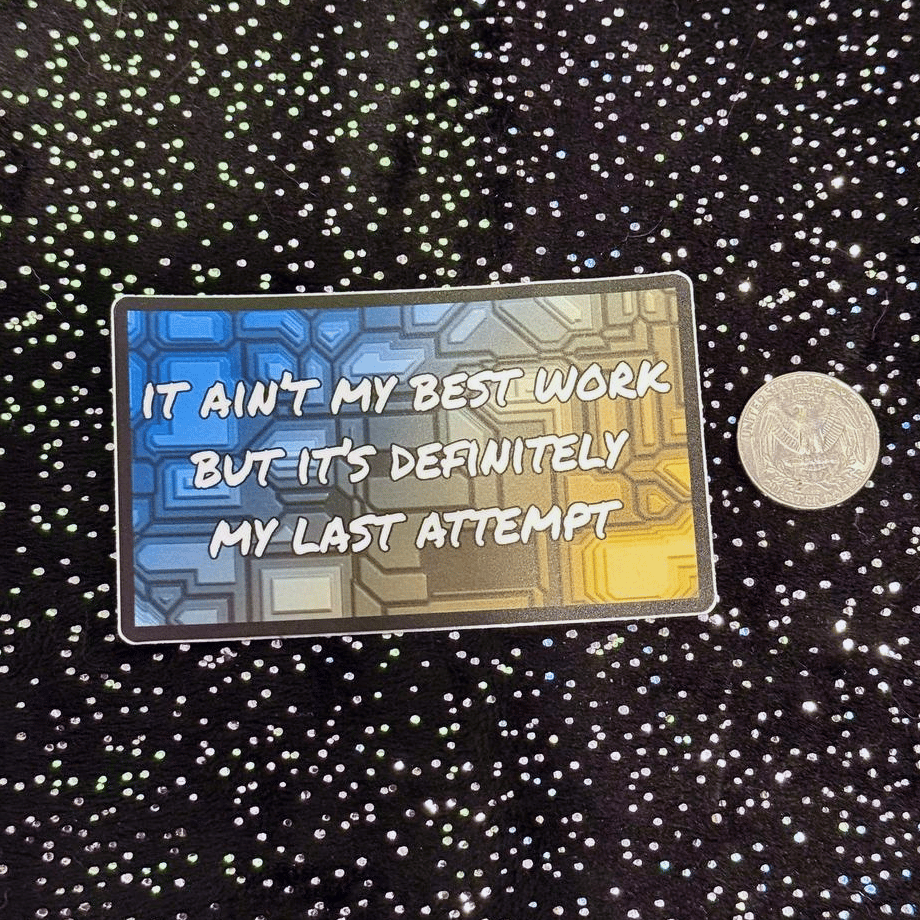 IT AIN'T MY BEST WORK
BUT IT'S DEFINITELY
MY LAST ATTEMPT